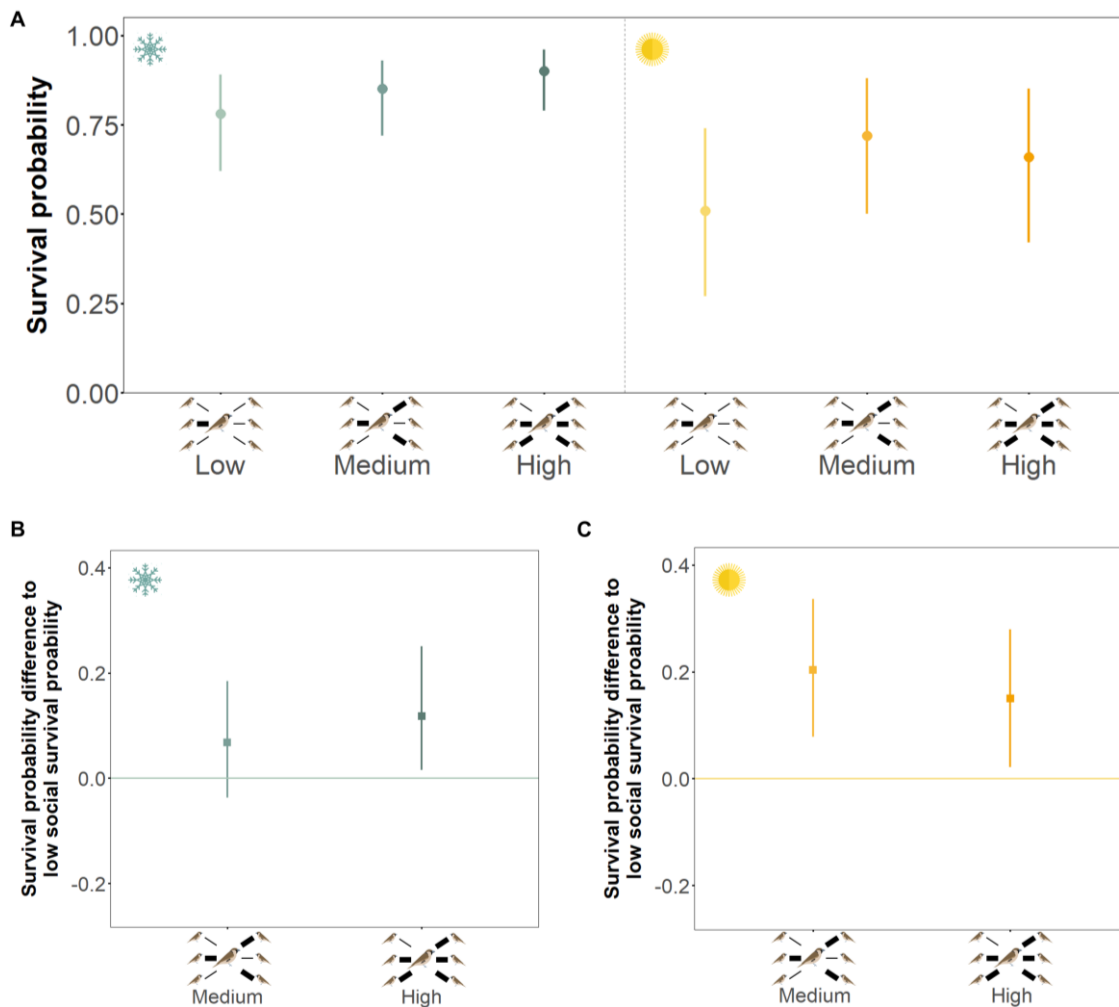 A
Survival probability
1.00
0.75
0.50
0.25
0.00
Low
Medium
High
Low
Medium
High
B
Survival probability difference to
low social survival proability
0.4
0.2
0.0
-0.2
Medium
High
C
Survival probability difference to
low social survival proability
0.4
0.2
0.0
-0.2
Medium
High